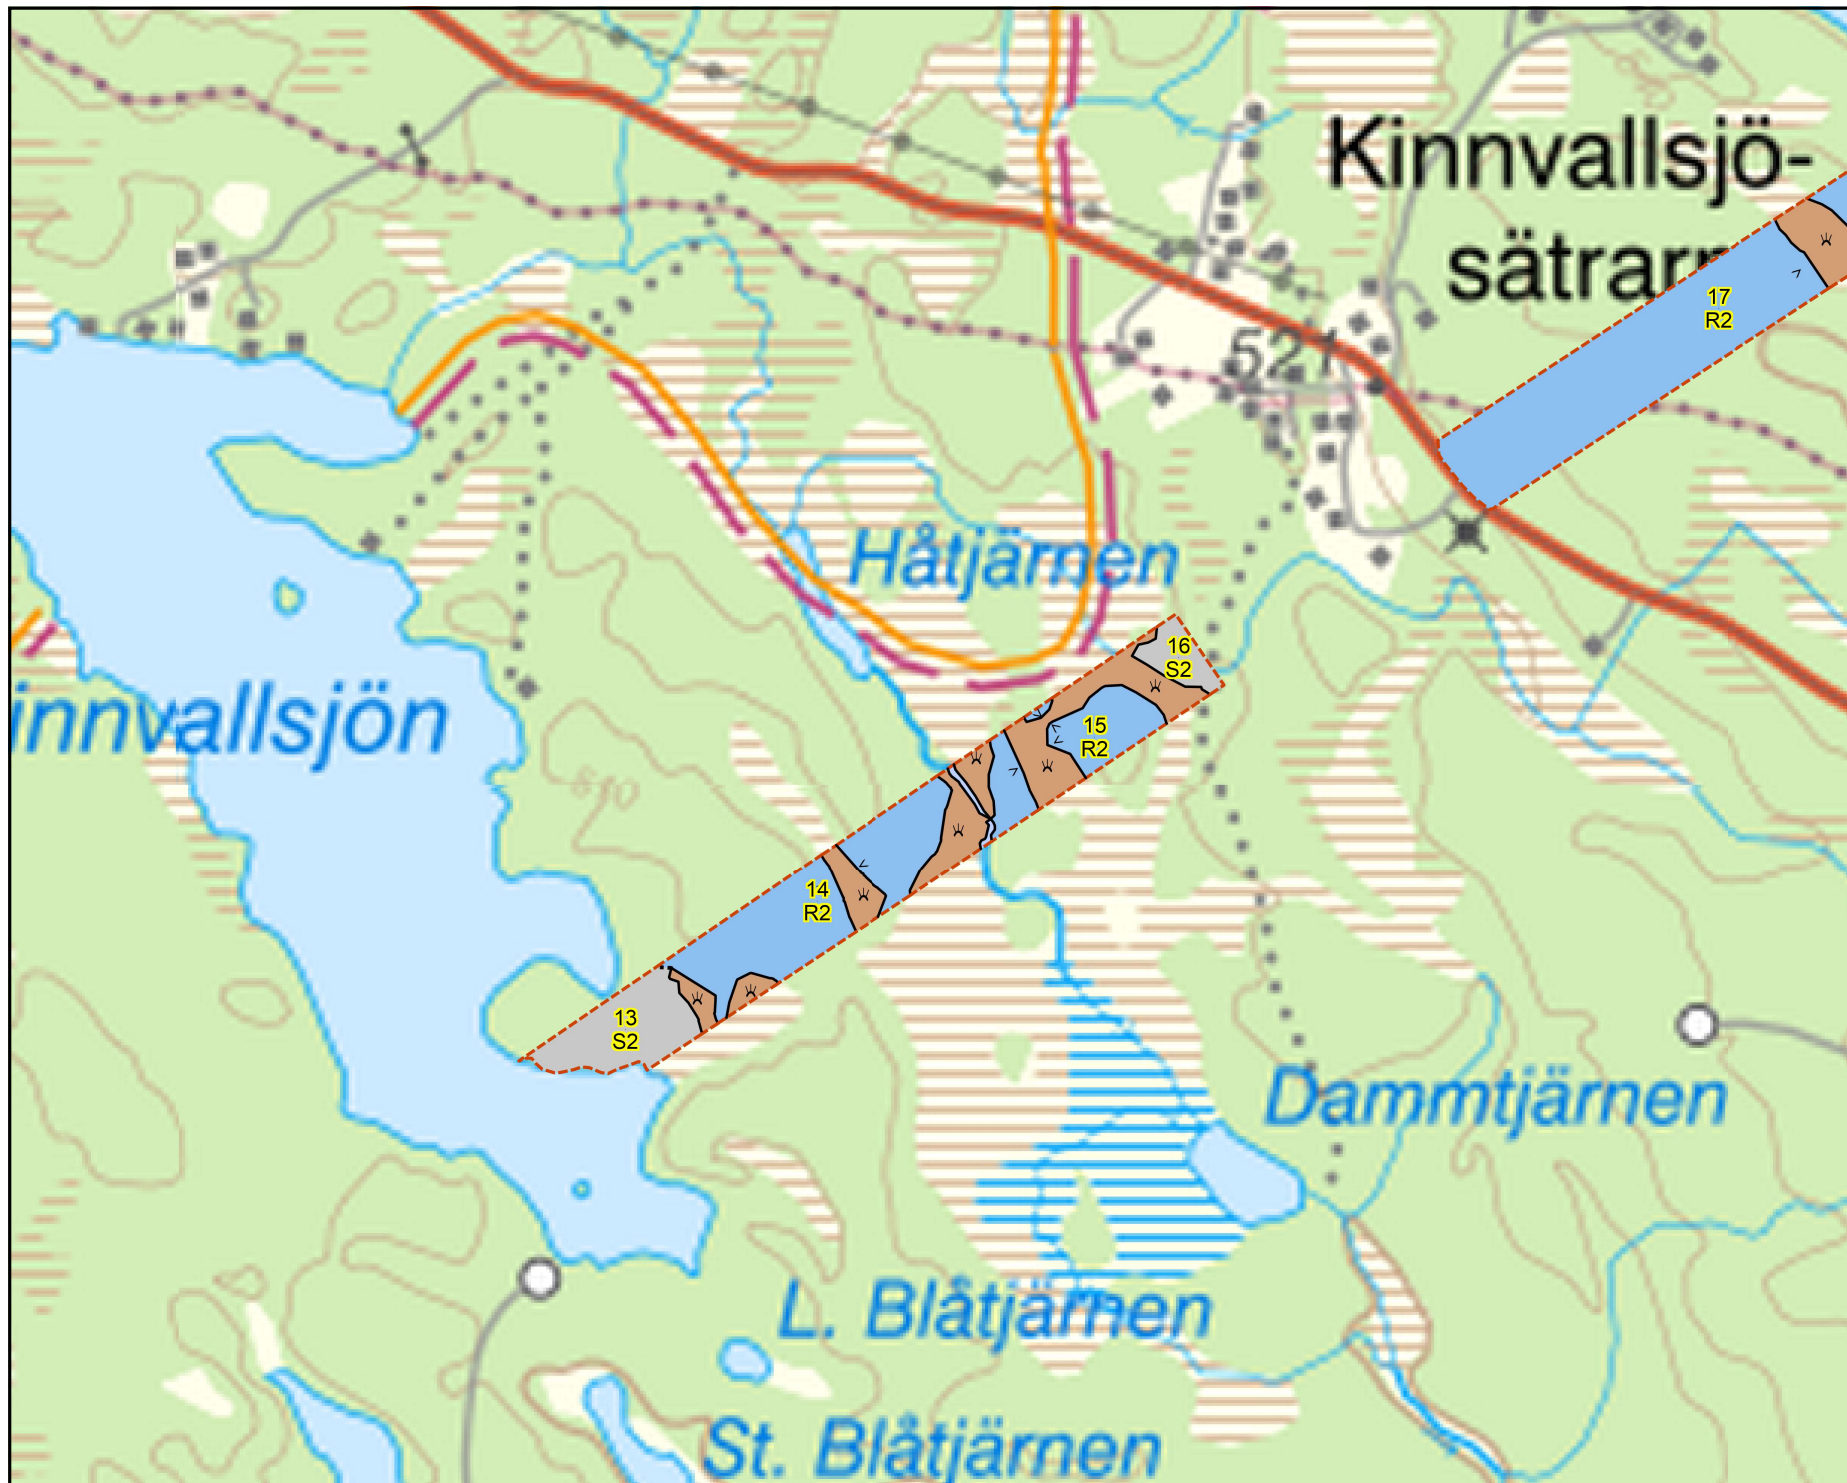 Kinnvallsjö-
sätrarn
17
R2
521
Håtjärnen
16
S2
innvallsjön
15
R2
510
14
R2
13
S2
Dammtjärnen
L. Blåtjärnen
St. Blåtjärnen